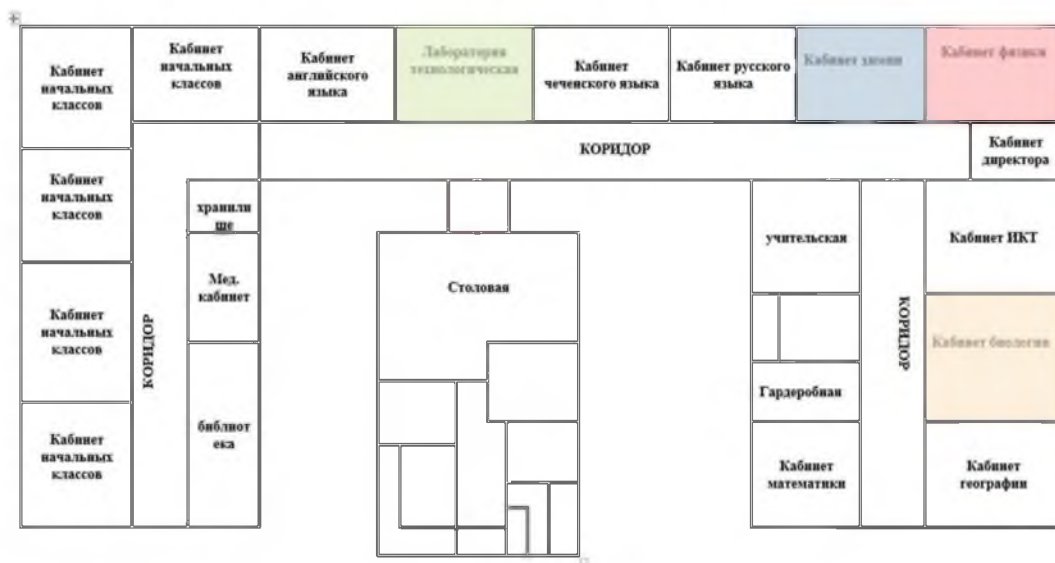 Кабинет
начальных
классов
Кабинет
начальных
классов
Кабинет
английского
языка
Лаборатория
технологическая
Кабинет
чеченского языка
Кабинет русского
языка
Кабинет химии
Кабинет физики
КОРИДОР
Кабинет
директора
Кабинет
начальных
классов
хранили
ще
Мед.
кабинет
Столовая
учительская
Кабинет ИКТ
Кабинет
начальных
классов
КОРИДОР
КОРИДОР
Кабинет биологии
Гардеробная
библиот
ека
Кабинет
начальных
классов
Кабинет
математики
Кабинет
географии